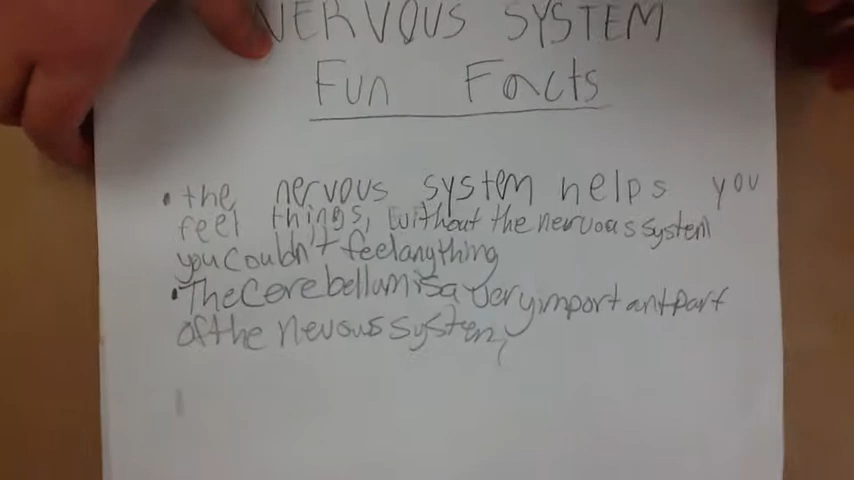 NERVOUS SYSTEM
Fun Facts
• the nervous system helps you
feel things, without the nervous system
you couldn't feel anything
• The Cerebellum is a very important part
of the nevous system,